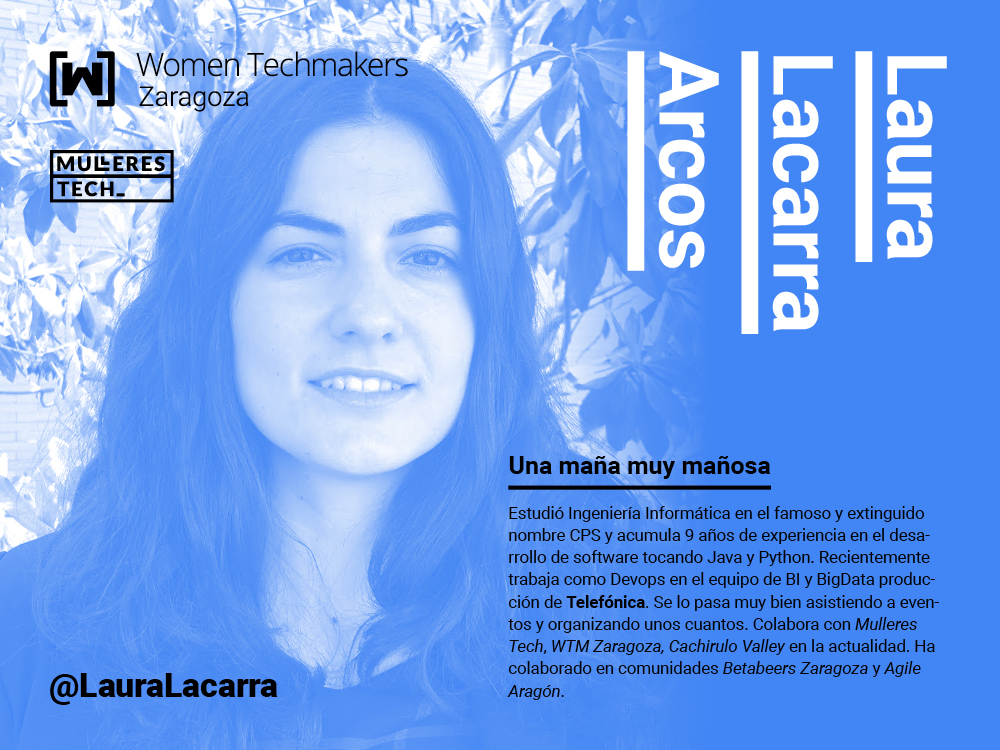 Women Techmakers
Zaragoza
MULLERES
TECH_
Laura
Lacarra
Arcos
Una maña muy mañosa
Estudió Ingeniería Informática en el famoso y extinguido
nombre CPS y acumula 9 años de experiencia en el desa-
rrollo de software tocando Java y Python. Recientemente
trabaja como Devops en el equipo de BI y BigData produc-
ción de Telefónica. Se lo pasa muy bien asistiendo a even-
tos y organizando unos cuantos. Colabora con Mulleres
Tech, WTM Zaragoza, Cachirulo Valley en la actualidad. Ha
colaborado en comunidades Betabeers Zaragoza y Agile
Aragón.
@LauraLacarra